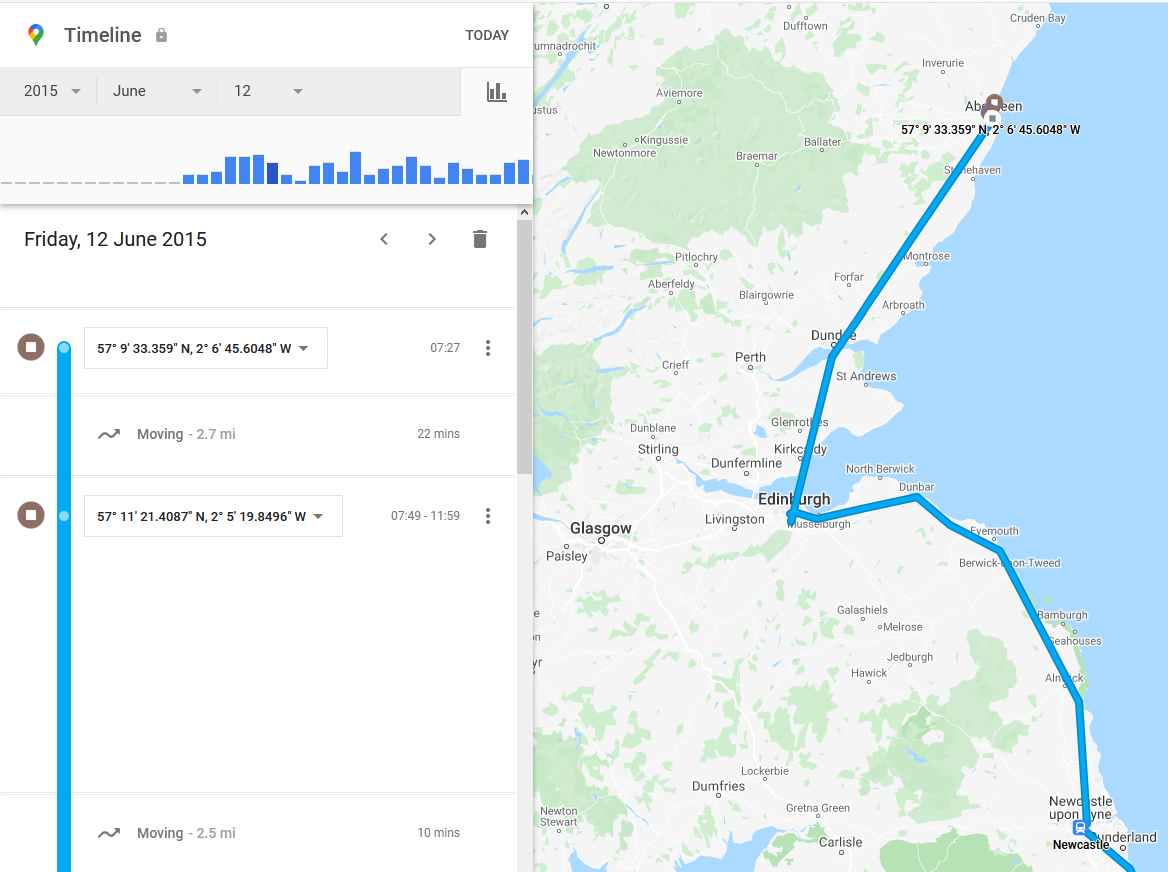 Timeline
TODAY
2015 June 12
Friday, 12 June 2015
57° 9' 33.359" N, 2° 6' 45.6048" W
07:27
Moving - 2.7 mi
22 mins
57° 11' 21.4087" N, 2° 5' 19.8496" W
07:49 - 11:59
Moving - 2.5 mi
10 mins
Cruden Bay
Dufftown
umnadrochit
Inverurie
Aviemore
ustus
57° 9' 33.359" N, 2° 6' 45.6048" W
Kingussie
Newtonmore
Ballater
Braemar
Montrose
Pitlochry
Forfar
Aberfeldy
Blairgowrie
Arbroath
Perth
Crieff
St Andrews
Dunblane
Stirling
Kirkcaldy
Dunfermline
North Berwick
Dunbar
Edinburgh
Livingston
Musselburgh
Glasgow
Eyemouth
Paisley
Berwick-upon-Tweed
Bamburgh
Galashiels
Melrose
Seahouses
Jedburgh
Hawick
Alnwick
Lockerbie
Dumfries
Newcastle
upon Tyne
Gretna Green
Newton
Stewart
Sunderland
Carlisle
Newcastle